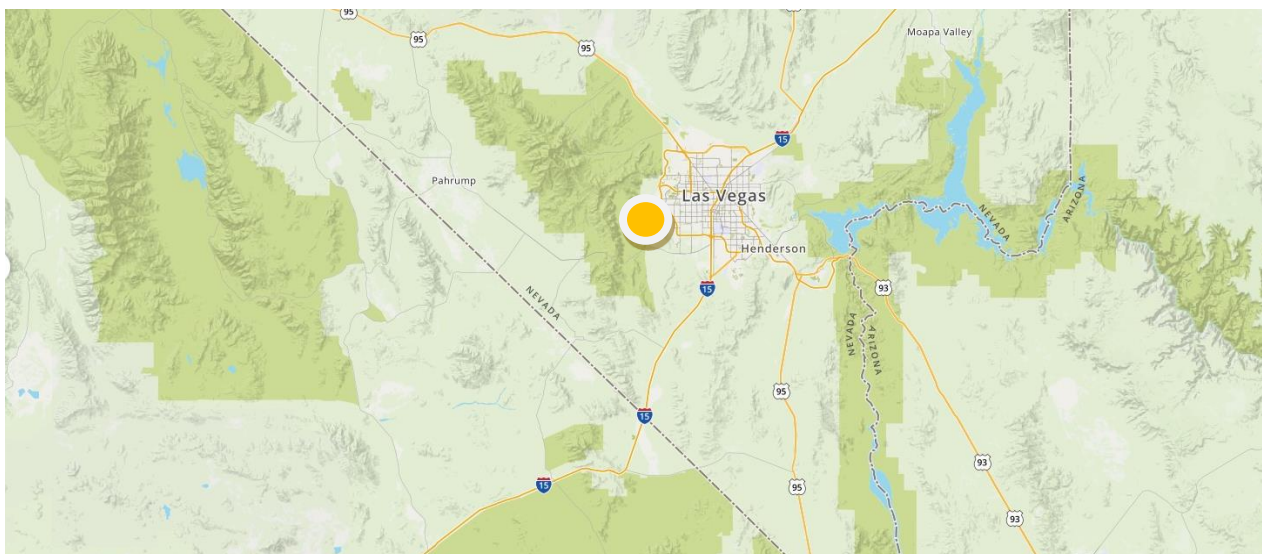 95
95
95
Moapa Valley
15
Pahrump
Las Vegas
NEVADA
ARIZONA
Henderson
NEVADA
15
93
NEVADA
ARIZONA
95
15
93
15
95
93